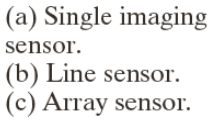 (a) Single imaging
sensor.
(b) Line sensor.
(c) Array sensor.